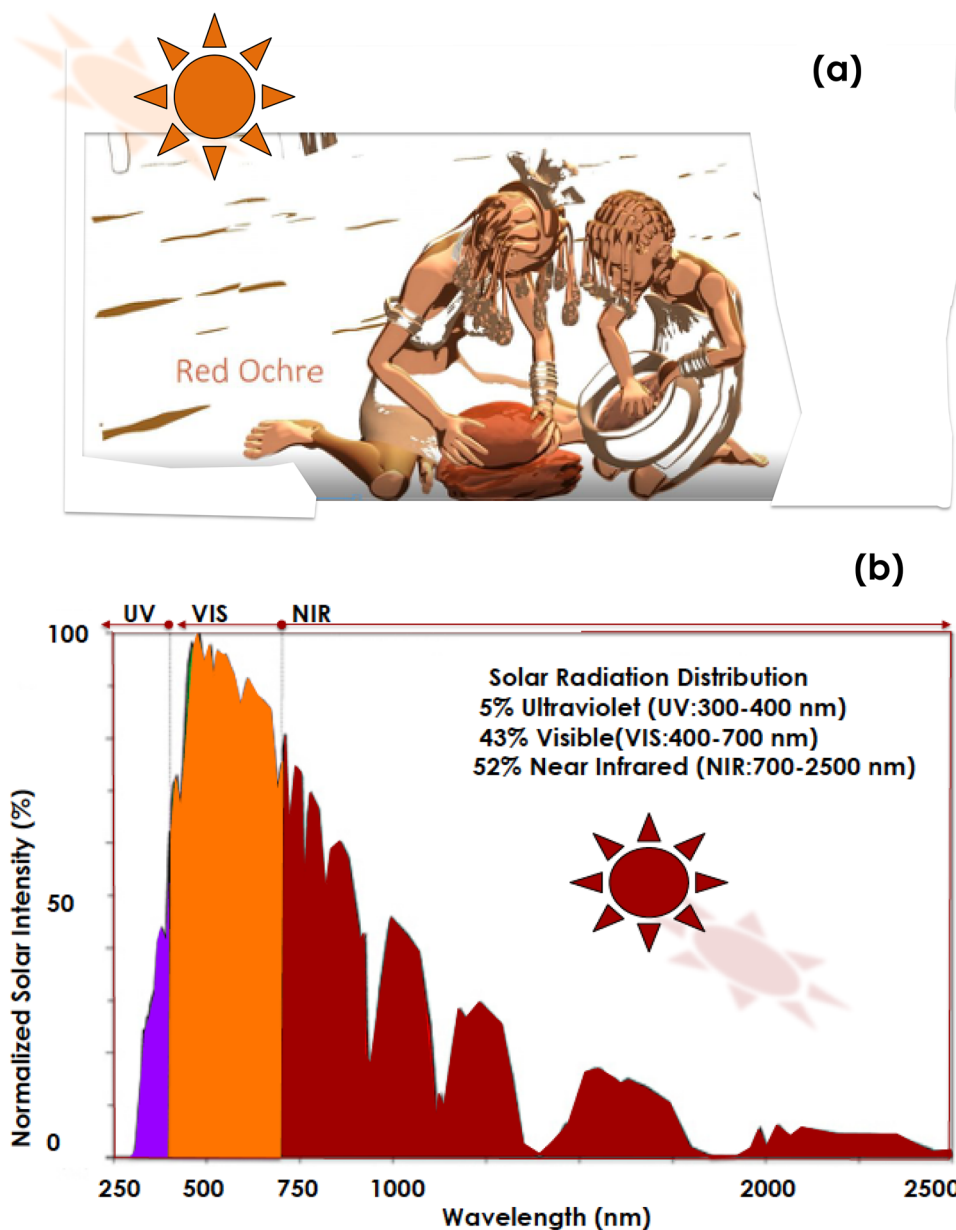 (a)
Red Ochre
(b)
UV VIS NIR
100
Solar Radiation Distribution
5% Ultraviolet (UV:300-400 nm)
43% Visible(VIS:400-700 nm)
52% Near Infrared (NIR:700-2500 nm)
50
0
Normalized Solar Intensity (%)
250 500 750 1000 2000 2500
Wavelength (nm)